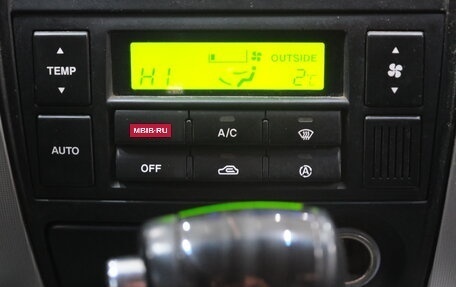 OUTSIDE
HI
2°C
TEMP
MBIB.RU
A/C
AUTO
OFF
A